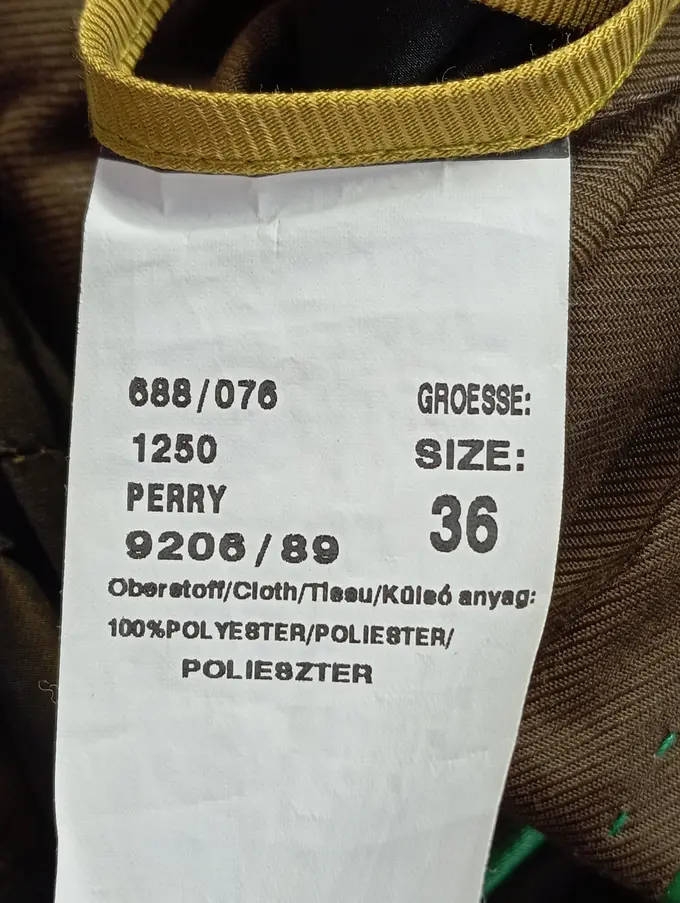 688/076
1250
PERRY
9206/89
GROESSE:
SIZE:
36
Oberstoff/Cloth/Tissu/Külső anyag:
100%POLYESTER/POLIESTER/
POLIESZTER